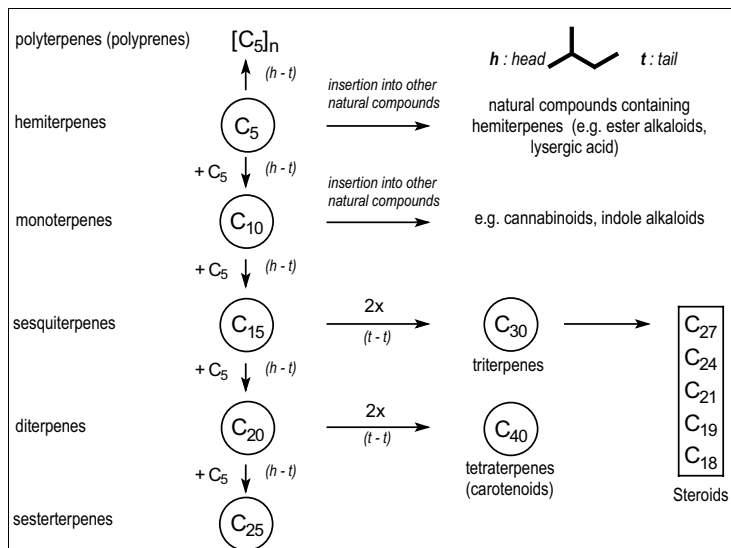 polyterpenes (polyprenes) [C5]n
h : head t : tail
(h - t)
insertion into other
natural compounds
hemiterpenes C5
natural compounds containing
hemiterpenes (e.g. ester alkaloids,
lysergic acid)
+ C5 (h - t)
insertion into other
natural compounds
monoterpenes C10 e.g. cannabinoids, indole alkaloids
+ C5 (h - t)
sesquiterpenes C15 2x
(t - t)
C30
triterpenes
C27
C24
C21
C19
C18
Steroids
+ C5 (h - t)
diterpenes C20 2x
(t - t)
C40
tetraterpenes
(carotenoids)
+ C5 (h - t)
sesterterpenes C25